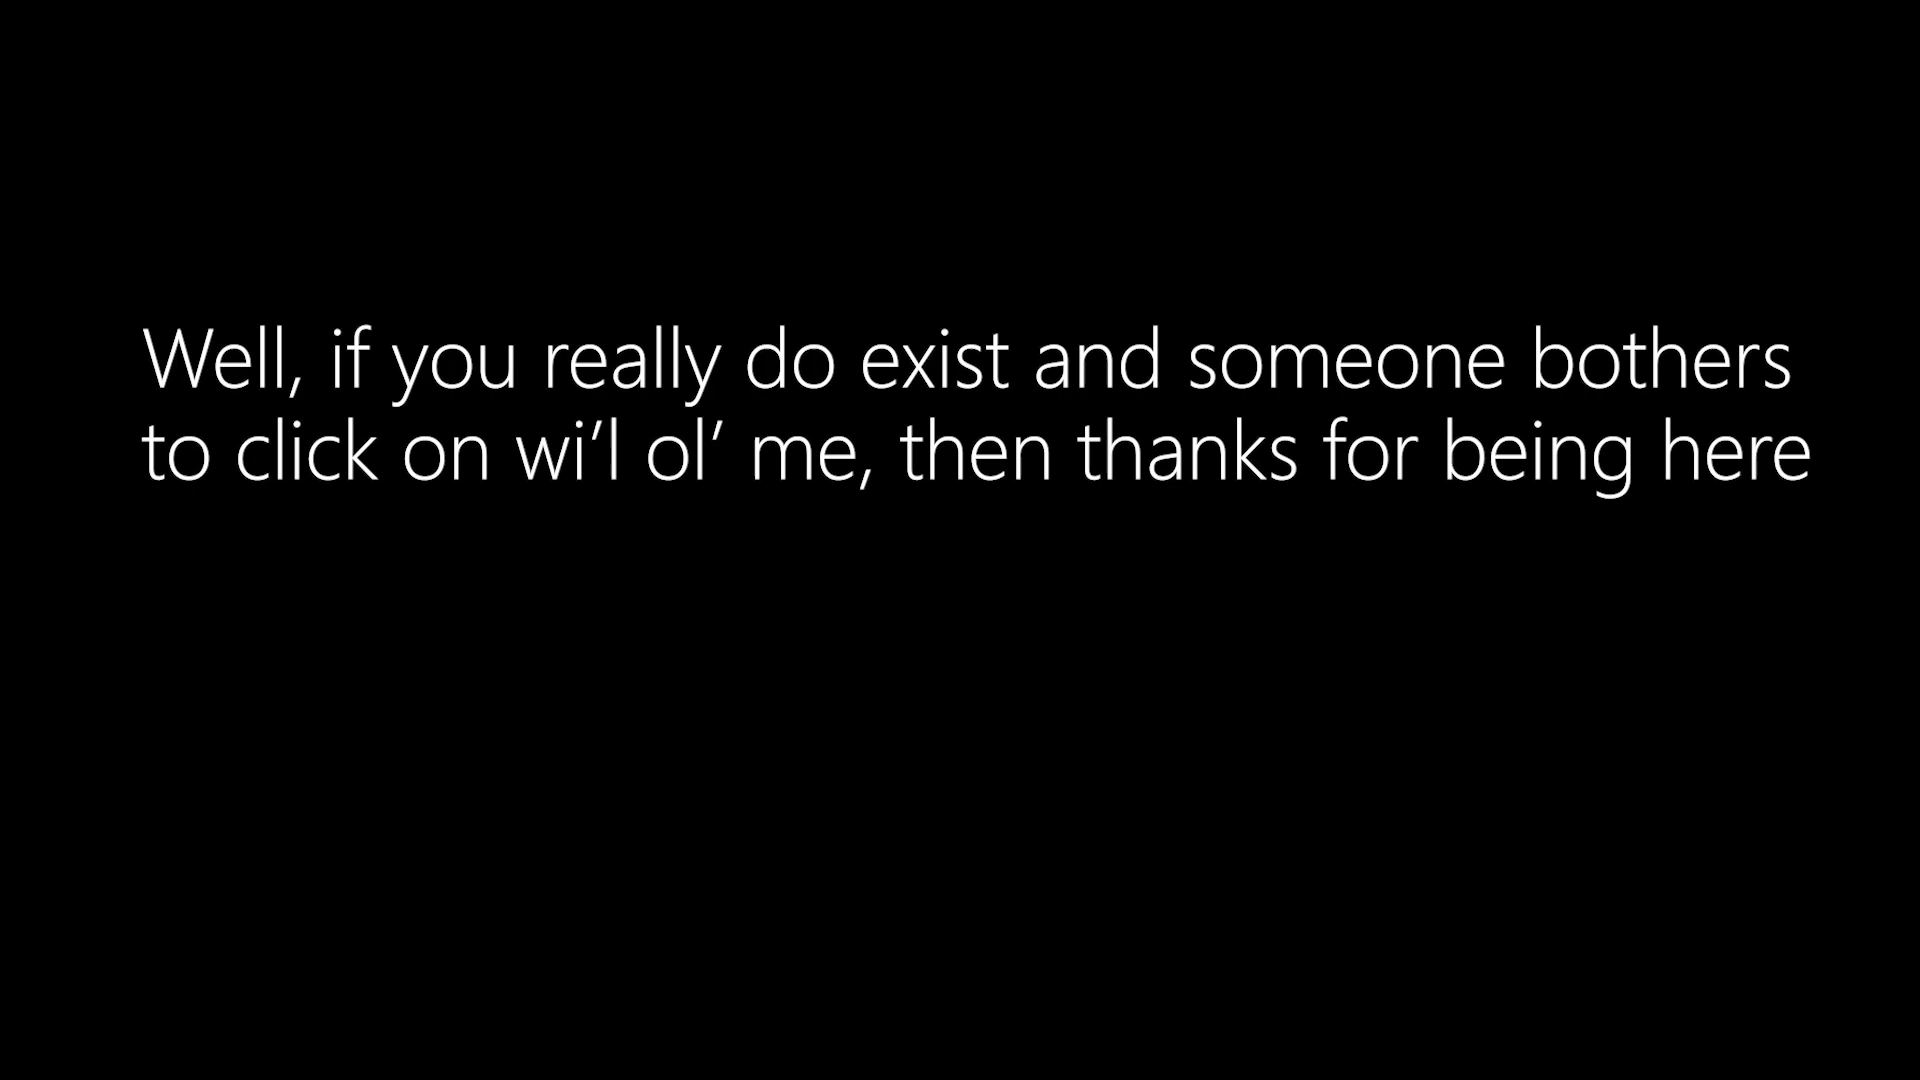 Well, if you really do exist and someone bothers
to click on wi’l ol’ me, then thanks for being here